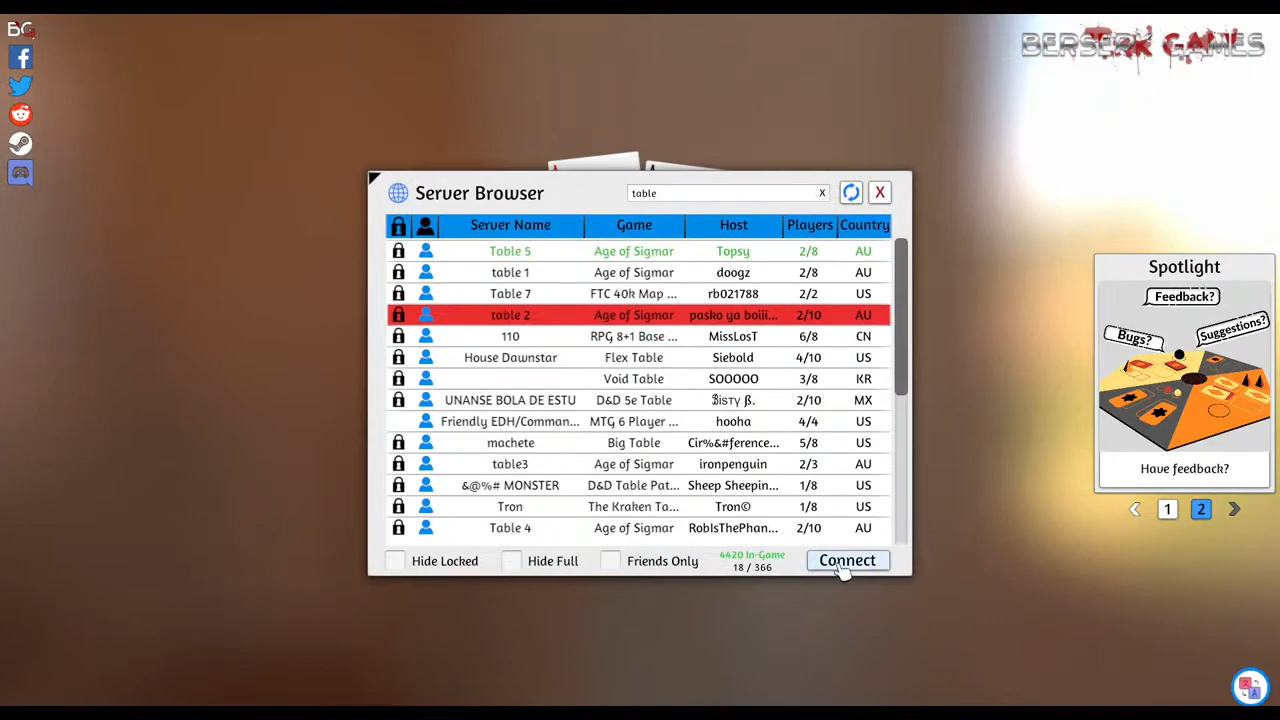 BG
BERSERK GAMES
Server Browser
table
X
X
Server Name Game Host Players Country
Table 5 Age of Sigmar Topsy 2/8 AU
table 1 Age of Sigmar doogz 2/8 AU
Table 7 FTC 40k Map ... rb021788 2/2 US
table 2 Age of Sigmar pasko ya boiii... 2/10 AU
110 RPG 8+1 Base ... MissLosT 6/8 CN
House Dawnstar Flex Table Siebold 4/10 US
Void Table SOOOOO 3/8 KR
UNANSE BOLA DE ESTU D&D 5e Table 2/10 MX
Friendly EDH/Comman... MTG 6 Player ... hooha 4/4 US
machete Big Table Cir%&#ference... 5/8 US
table3 Age of Sigmar ironpenguin 2/3 AU
&@%# MONSTER D&D Table Pat... Sheep Sheepin... 1/8 US
Tron The Kraken Ta... Tron© 1/8 US
Table 4 Age of Sigmar RobIsThePhan... 2/10 AU
Hide Locked Hide Full Friends Only
4420 In-Game
18 / 366
Connect
Spotlight
Feedback?
Bugs?
Suggestions?
Have feedback?
1 2